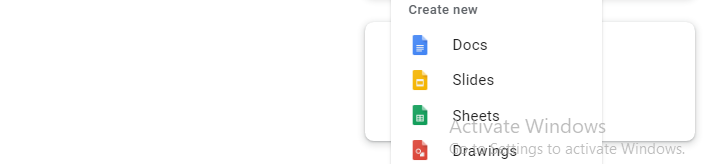 Create new
Docs
Slides
Sheets
Activate Windows
Drawings
Go to Settings to activate Windows.